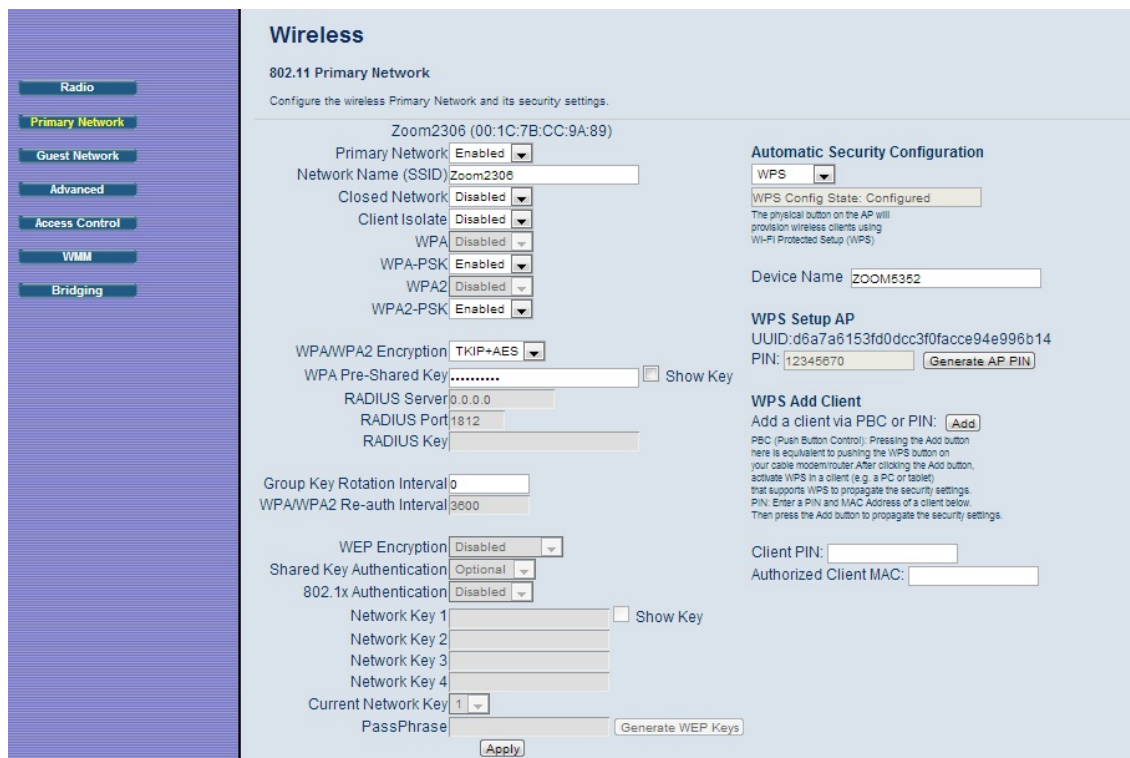 Radio
Primary Network
Guest Network
Advanced
Access Control
WMM
Bridging
Wireless
802.11 Primary Network
Configure the wireless Primary Network and its security settings.
Zoom2306 (00:1C:7B:CC:9A:89)
Primary Network Enabled
Network Name (SSID) Zoom2306
Closed Network Disabled
Client Isolate Disabled
WPA Disabled
WPA-PSK Enabled
WPA2 Disabled
WPA2-PSK Enabled
WPA/WPA2 Encryption TKIP+AES
WPA Pre-Shared Key •••••••••• Show Key
RADIUS Server 0.0.0.0
RADIUS Port 1812
RADIUS Key
Group Key Rotation Interval 0
WPA/WPA2 Re-auth Interval 3600
WEP Encryption Disabled
Shared Key Authentication Optional
802.1x Authentication Disabled
Network Key 1 Show Key
Network Key 2
Network Key 3
Network Key 4
Current Network Key 1
PassPhrase Generate WEP Keys
Apply
Automatic Security Configuration
WPS
WPS Config State: Configured
The physical button on the AP will
provision wireless clients using
Wi-Fi Protected Setup (WPS)
Device Name ZOOM5352
WPS Setup AP
UUID:d6a7a6153fd0dcc3f0facce94e996b14
PIN: 12345670 Generate AP PIN
WPS Add Client
Add a client via PBC or PIN: Add
PBC (Push Button Control): Pressing the Add button
here is equivalent to pushing the WPS button on
your cable modem/router.After clicking the Add button,
activate WPS in a client (e.g. a PC or tablet)
that supports WPS to propagate the security settings.
PIN: Enter a PIN and MAC Address of a client below.
Then press the Add button to propagate the security settings.
Client PIN:
Authorized Client MAC: